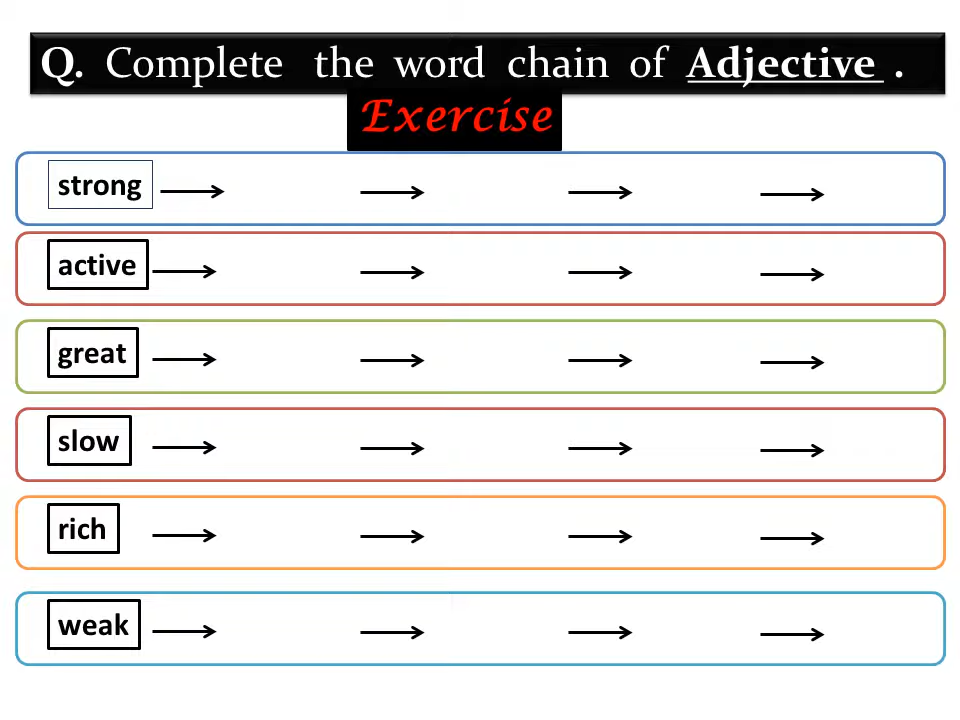 Q. Complete the word chain of Adjective .
Exercise
strong
active
great
slow
rich
weak